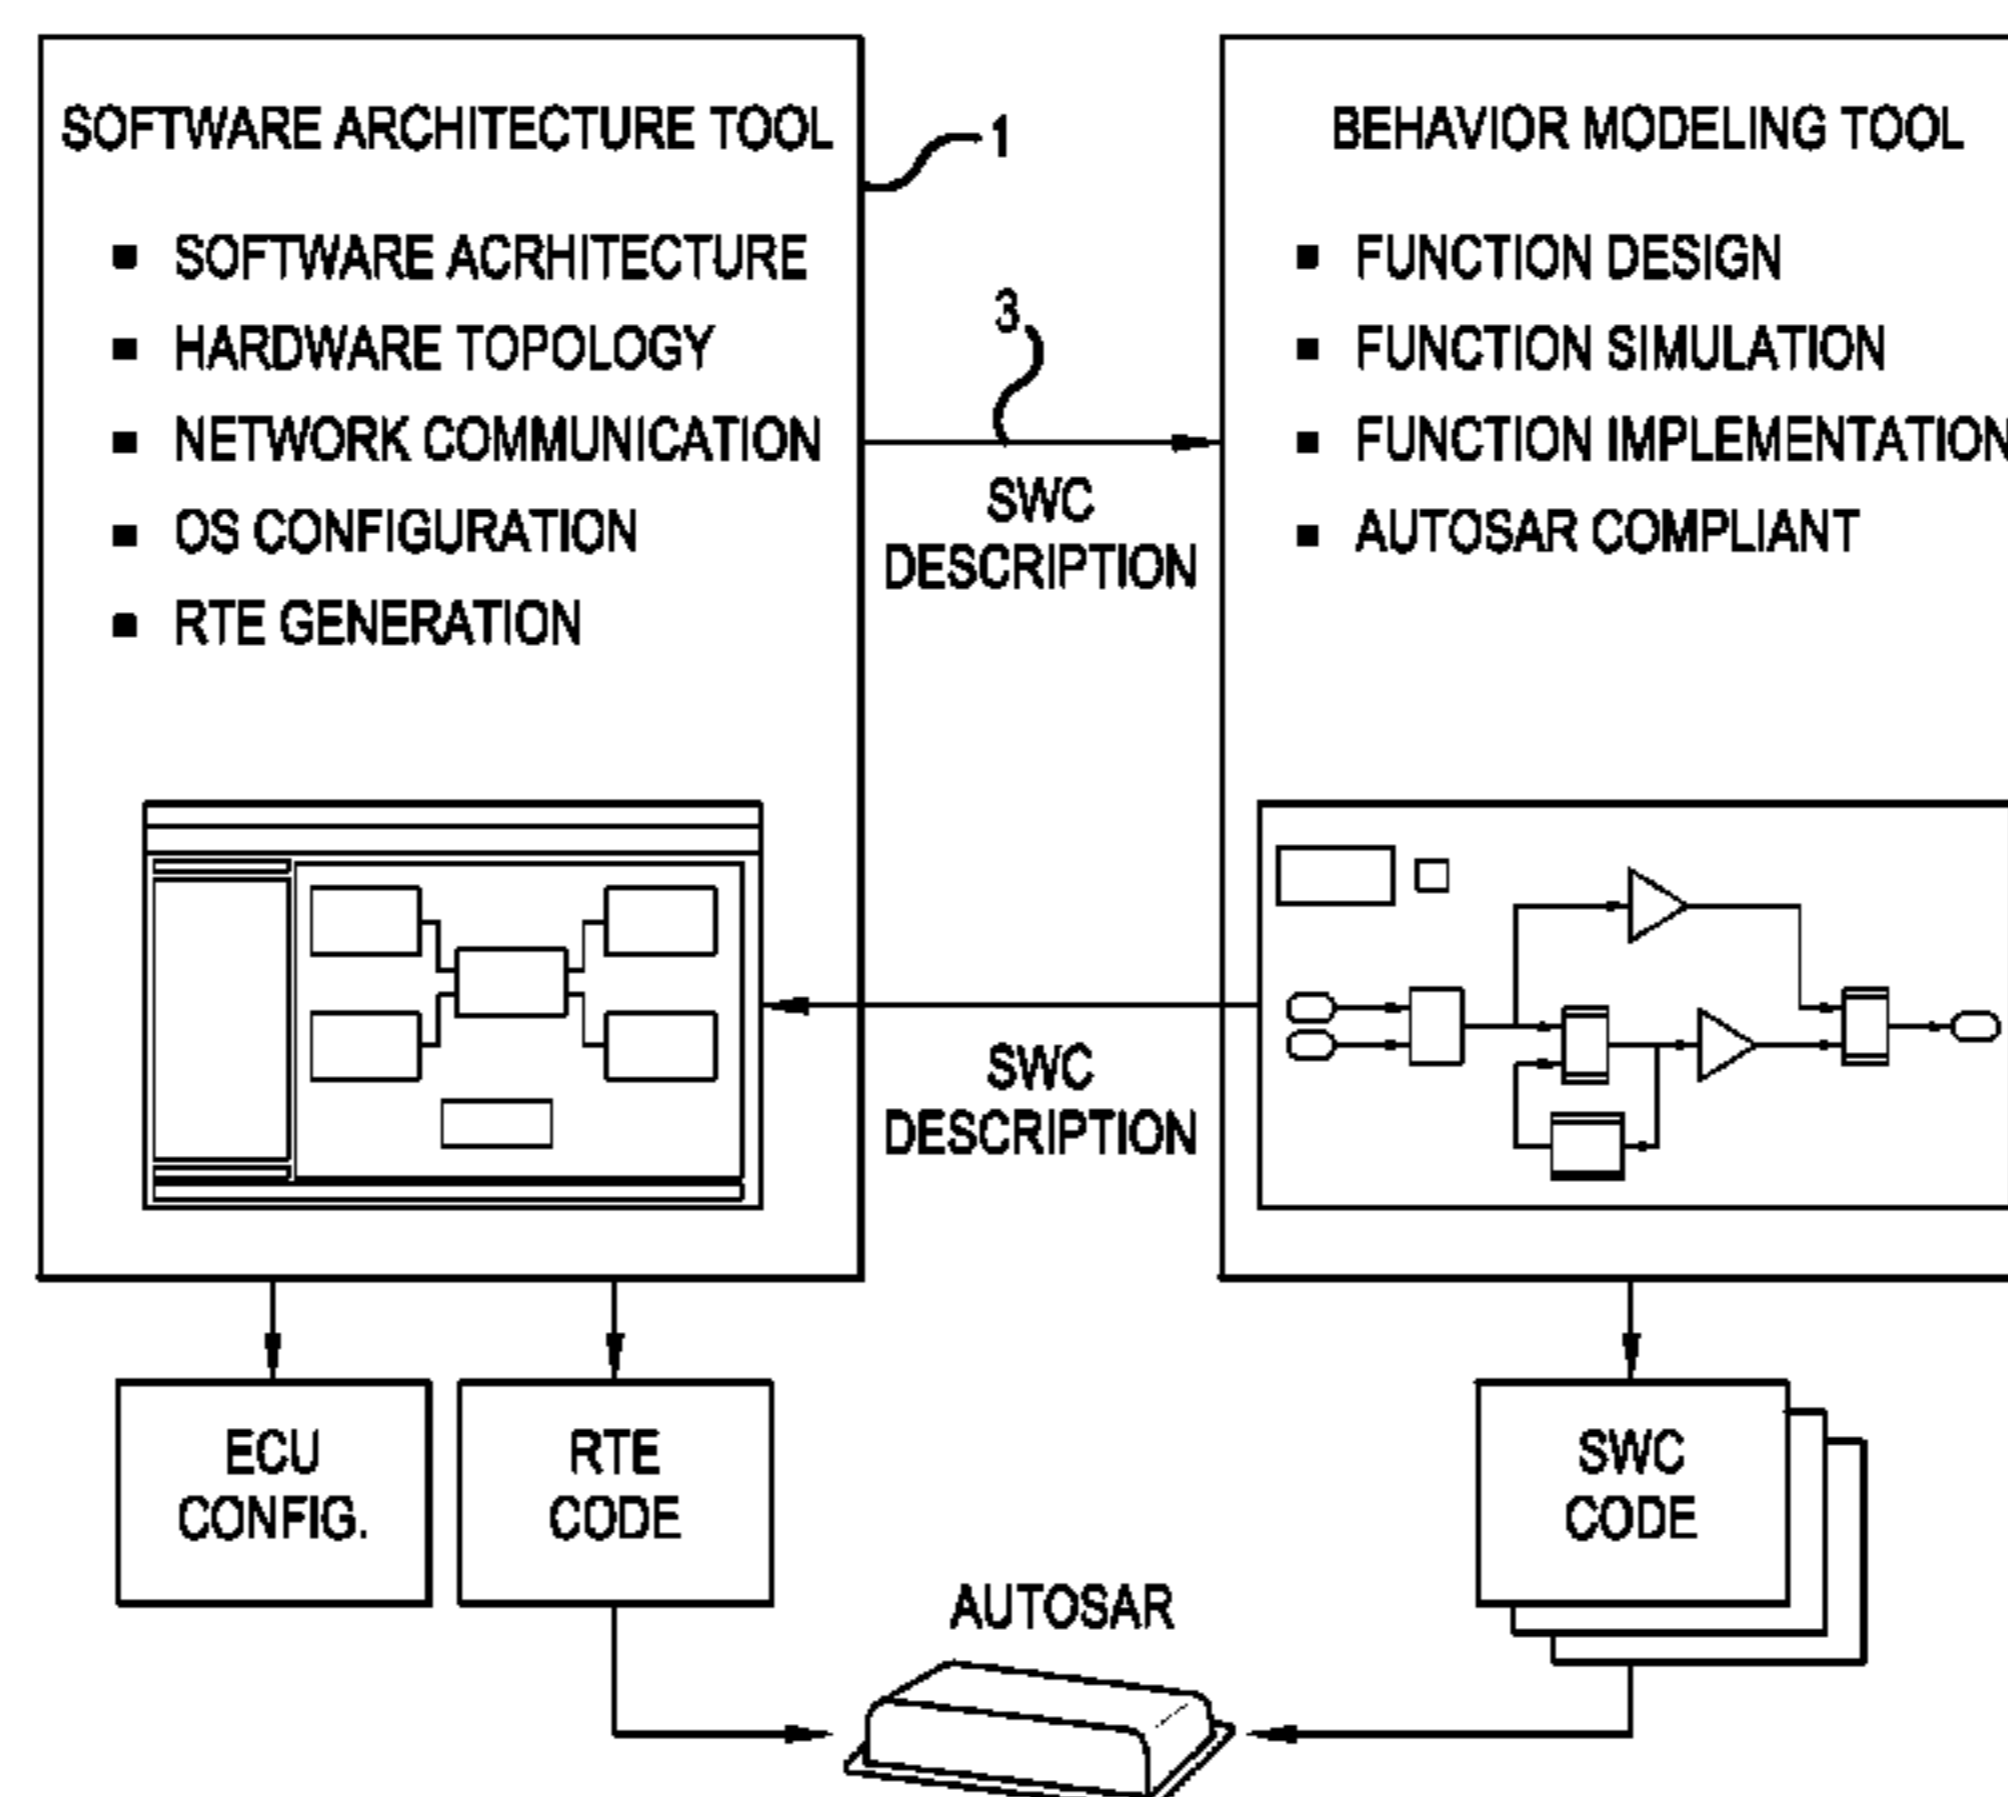 SOFTWARE ARCHITECTURE TOOL
1
SOFTWARE ACRHITECTURE
HARDWARE TOPOLOGY
NETWORK COMMUNICATION
OS CONFIGURATION
RTE GENERATION
3
SWC
DESCRIPTION
BEHAVIOR MODELING TOOL
FUNCTION DESIGN
FUNCTION SIMULATION
FUNCTION IMPLEMENTATION
AUTOSAR COMPLIANT
SWC
DESCRIPTION
ECU
CONFIG.
RTE
CODE
SWC
CODE
AUTOSAR